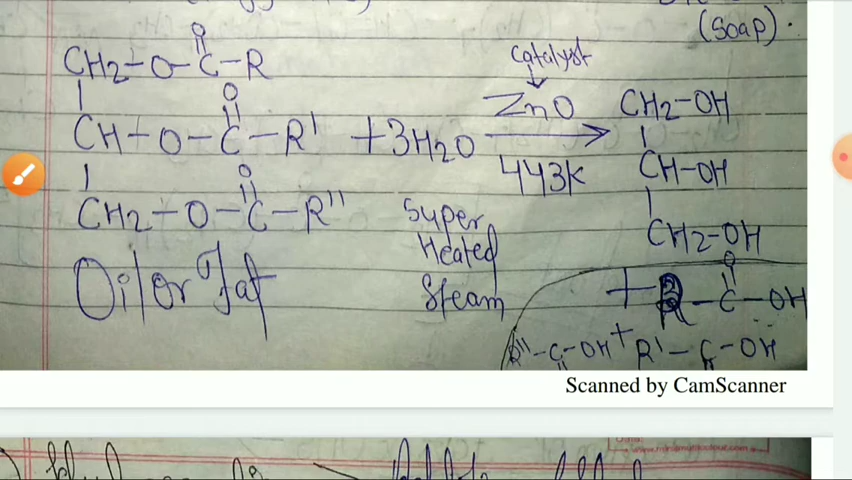 (Soap).
O
CH2-O-C-R
O
CH-O-C-R' +3H2O
O
CH2-O-C-R''
Oil or Fat
Super
Heated
Steam
Catalyst
ZnO
443K
CH2-OH
CH-OH
CH2-OH
O
+ R-C-OH
R''-C-OH + R'-C-OH
Scanned by CamScanner